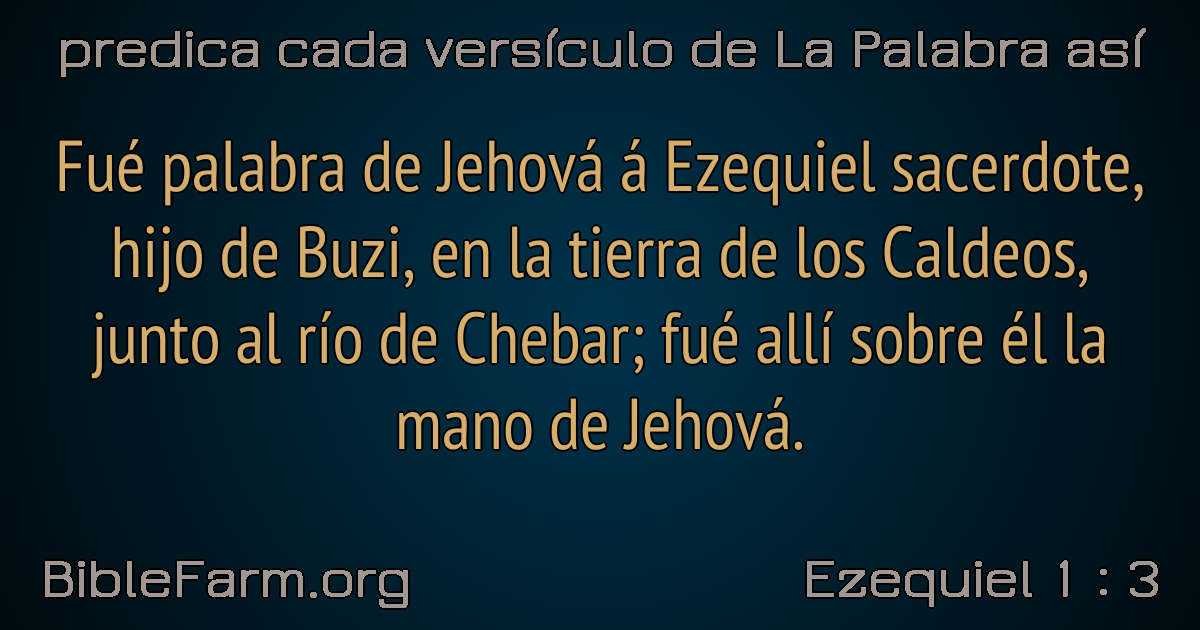 predica cada versículo de La Palabra así
Fué palabra de Jehová á Ezequiel sacerdote,
hijo de Buzi, en la tierra de los Caldeos,
junto al río de Chebar; fué allí sobre él la
mano de Jehová.
BibleFarm.org
Ezequiel 1 : 3